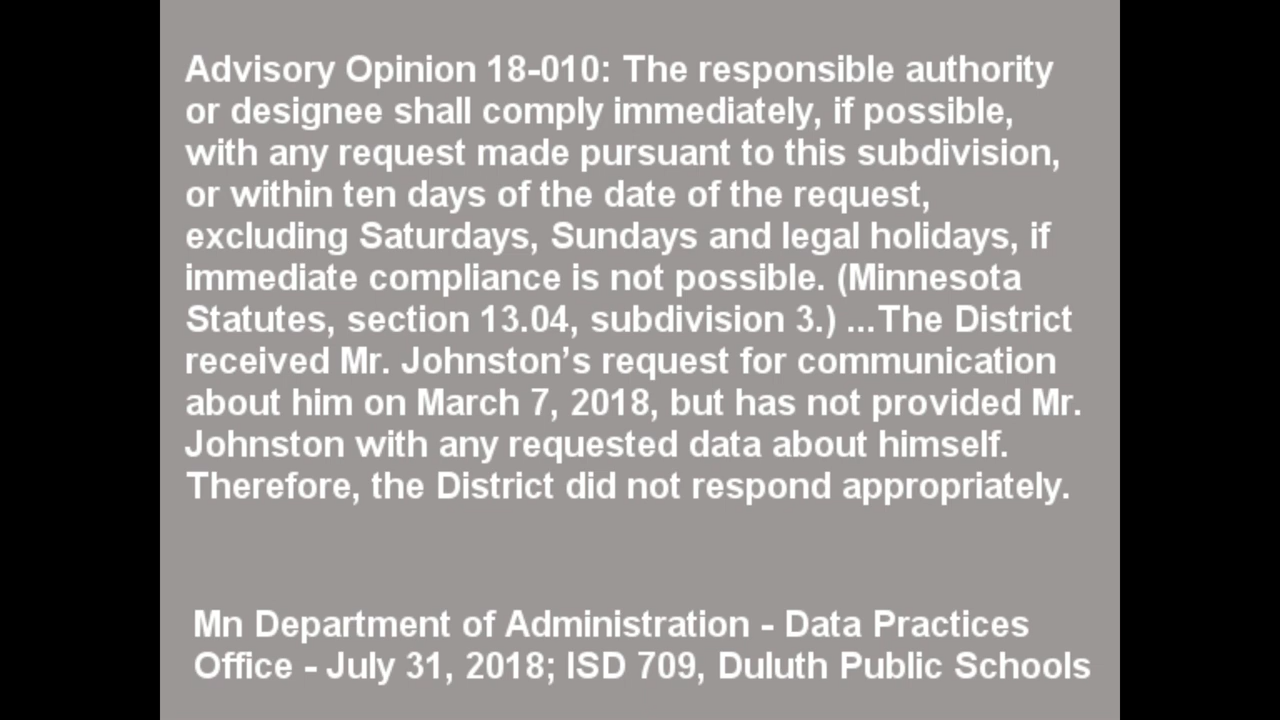 Advisory Opinion 18-010: The responsible authority
or designee shall comply immediately, if possible,
with any request made pursuant to this subdivision,
or within ten days of the date of the request,
excluding Saturdays, Sundays and legal holidays, if
immediate compliance is not possible. (Minnesota
Statutes, section 13.04, subdivision 3.) ...The District
received Mr. Johnston’s request for communication
about him on March 7, 2018, but has not provided Mr.
Johnston with any requested data about himself.
Therefore, the District did not respond appropriately.
Mn Department of Administration - Data Practices
Office - July 31, 2018; ISD 709, Duluth Public Schools